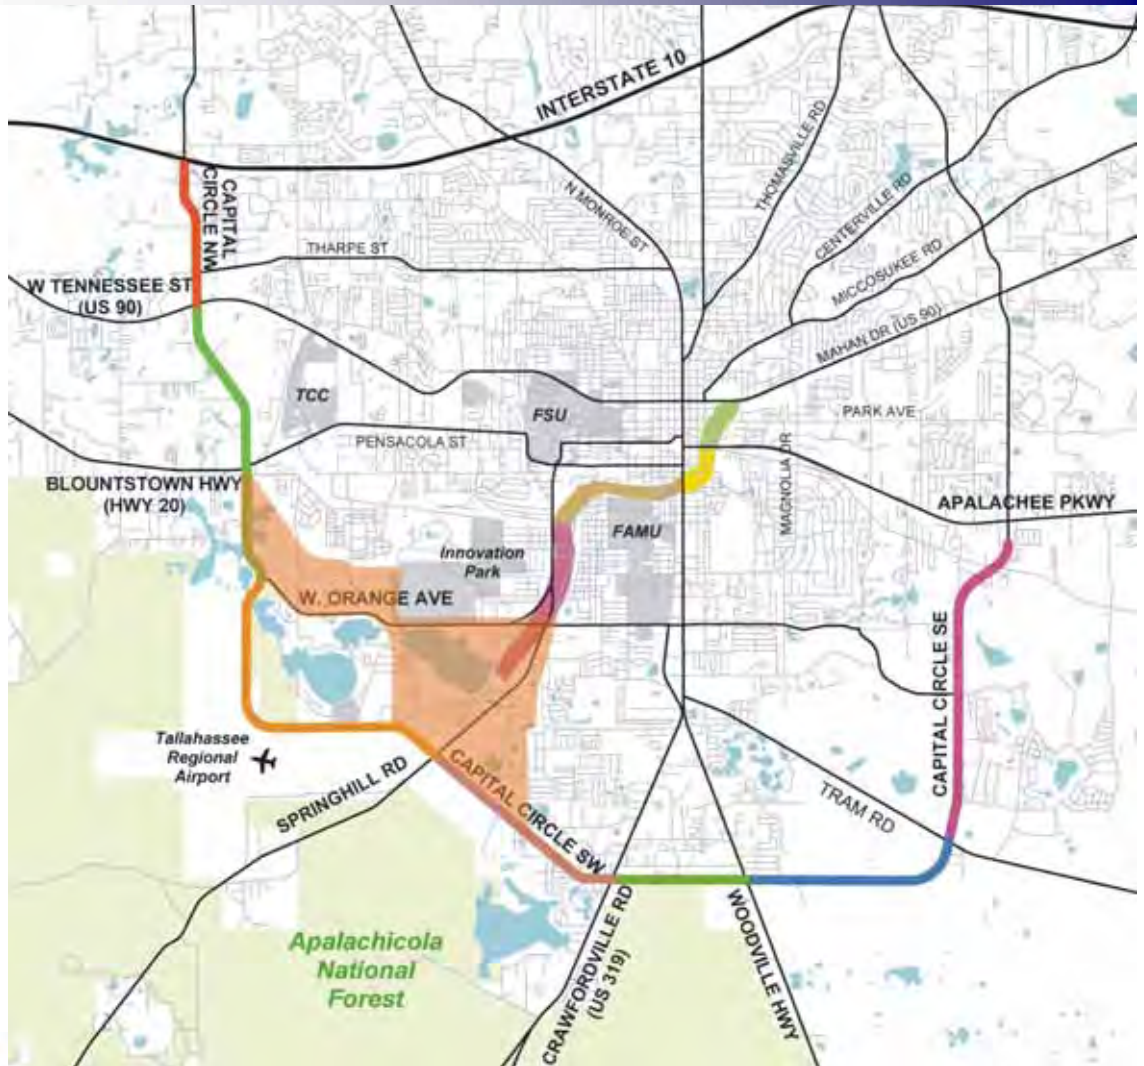 INTERSTATE 10
CAPITAL
CIRCLE NW
N MONROE ST
THOMASVILLE RD
CENTERVILLE RD
THARPE ST
MICCOSUKEE RD
W TENNESSEE ST
(US 90)
MAHAN DR (US 90)
TCC
FSU
PARK AVE
PENSACOLA ST
MAGNOLIA DR
BLOUNTSTOWN HWY
(HWY 20)
APALACHEE PKWY
Innovation
Park
FAMU
W. ORANGE AVE
CAPITAL CIRCLE SE
Tallahassee
Regional
Airport
SPRINGHILL RD
CAPITAL CIRCLE SW
TRAM RD
Apalachicola
National
Forest
CRAWFORDVILLE RD
(US 319)
WOODVILLE HWY